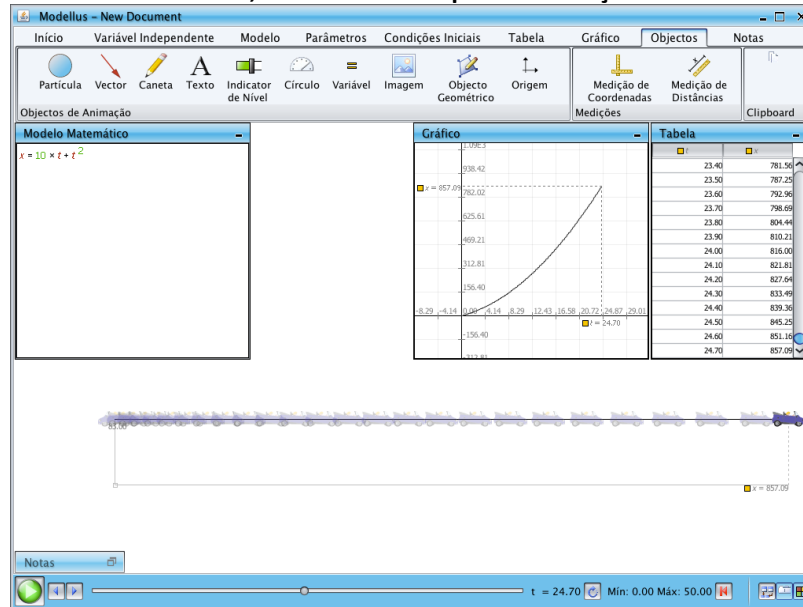 Modellus – New Document
Início Variável Independente Modelo Parâmetros Condições Iniciais Tabela Gráfico Objectos Notas
Partícula Vector Caneta Texto Indicator de Nível Círculo Variável Imagem Objecto Geométrico Origem Medição de Coordenadas Medição de Distâncias
Objectos de Animação Medições Clipboard
Modelo Matemático
x = 10 × t + t²
Gráfico
1.09E3
938.42
x = 857.09
782.02
625.61
469.21
312.81
156.40
-8.29 -4.14 0.00 4.14 8.29 12.43 16.58 20.72 24.87 29.01
t = 24.70
-156.40
-312.81
Tabela
t x
23.40 781.56
23.50 787.25
23.60 792.96
23.70 798.69
23.80 804.44
23.90 810.21
24.00 816.00
24.10 821.81
24.20 827.64
24.30 833.49
24.40 839.36
24.50 845.25
24.60 851.16
24.70 857.09
x = 857.09
Notas
t = 24.70 Mín: 0.00 Máx: 50.00